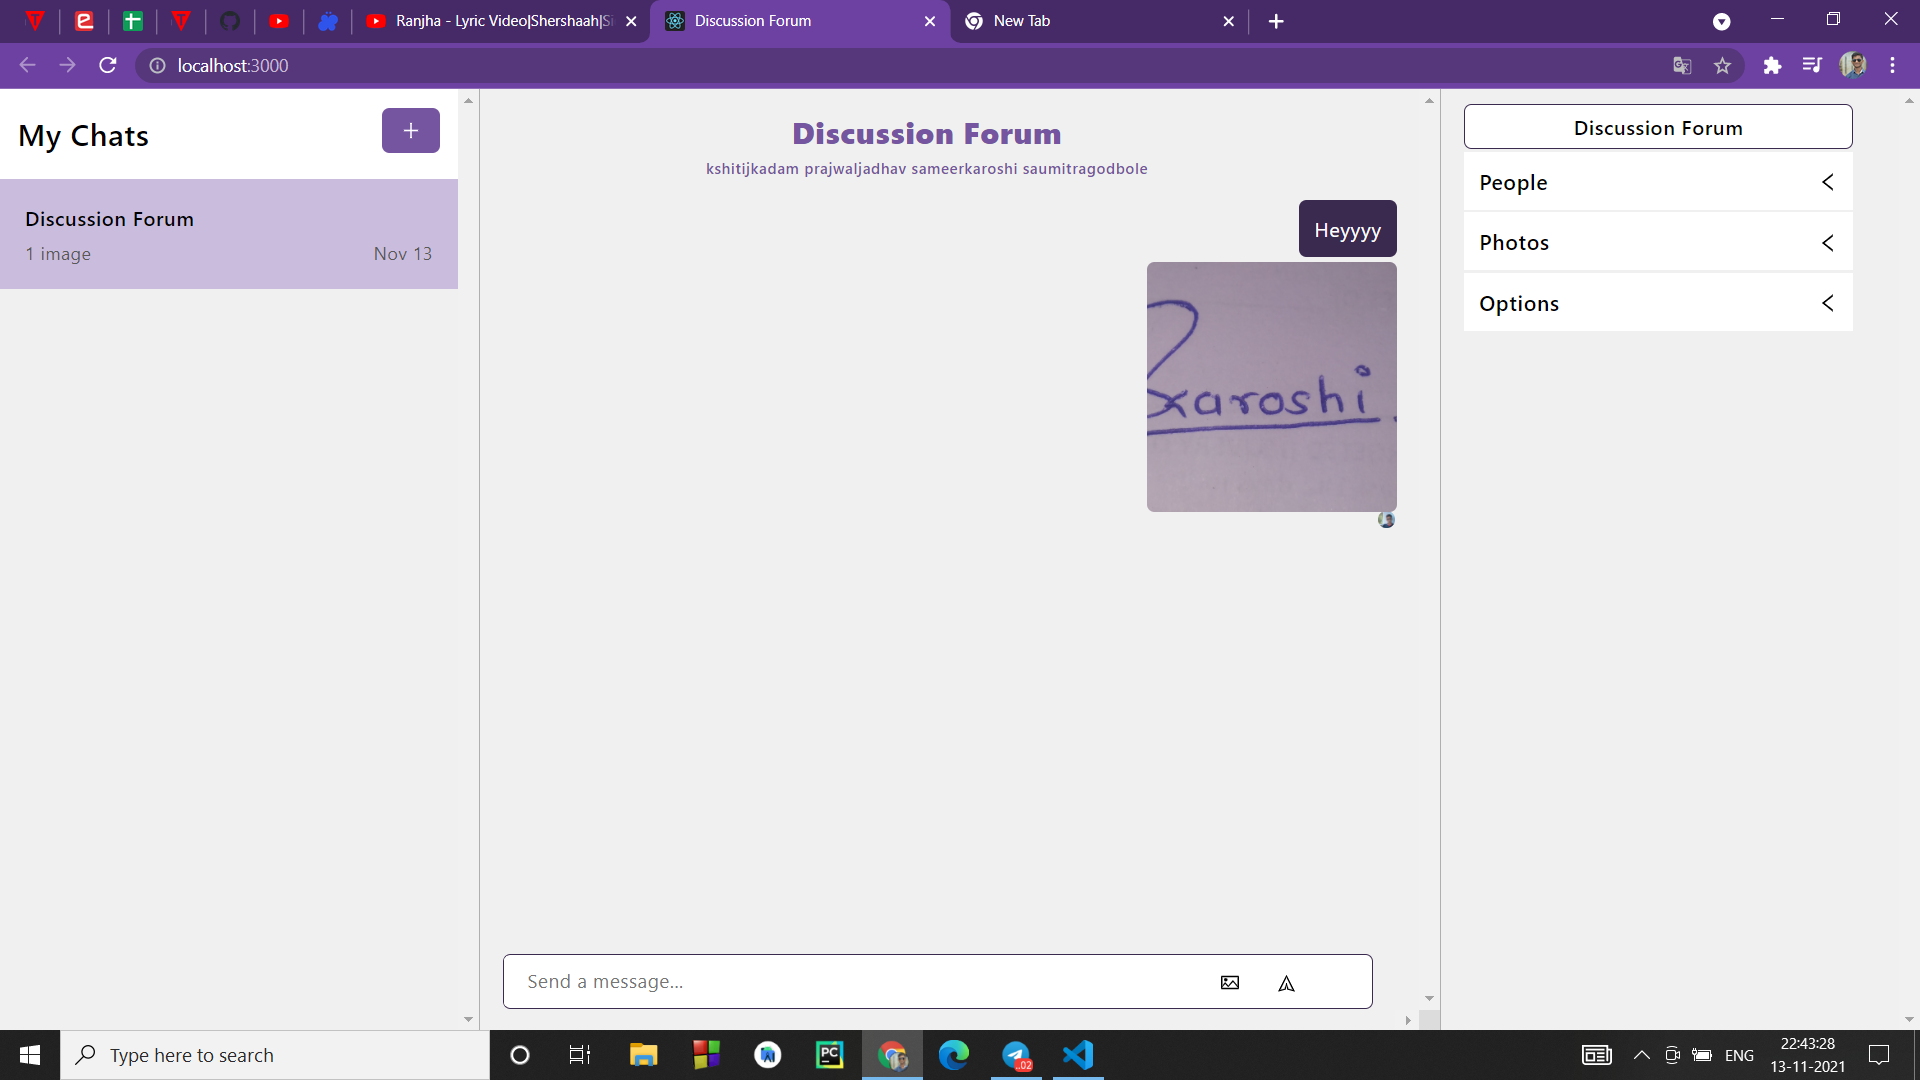 Ranjha - Lyric Video|Shershaah|Si
Discussion Forum
New Tab
localhost:3000
My Chats
+
Discussion Forum
1 image
Nov 13
Discussion Forum
kshitijkadam prajwaljadhav sameerkaroshi saumitragodbole
Heyyyy
karoshi.
Send a message...
Discussion Forum
People
Photos
Options
Type here to search
PC
..02
ENG
22:43:28
13-11-2021